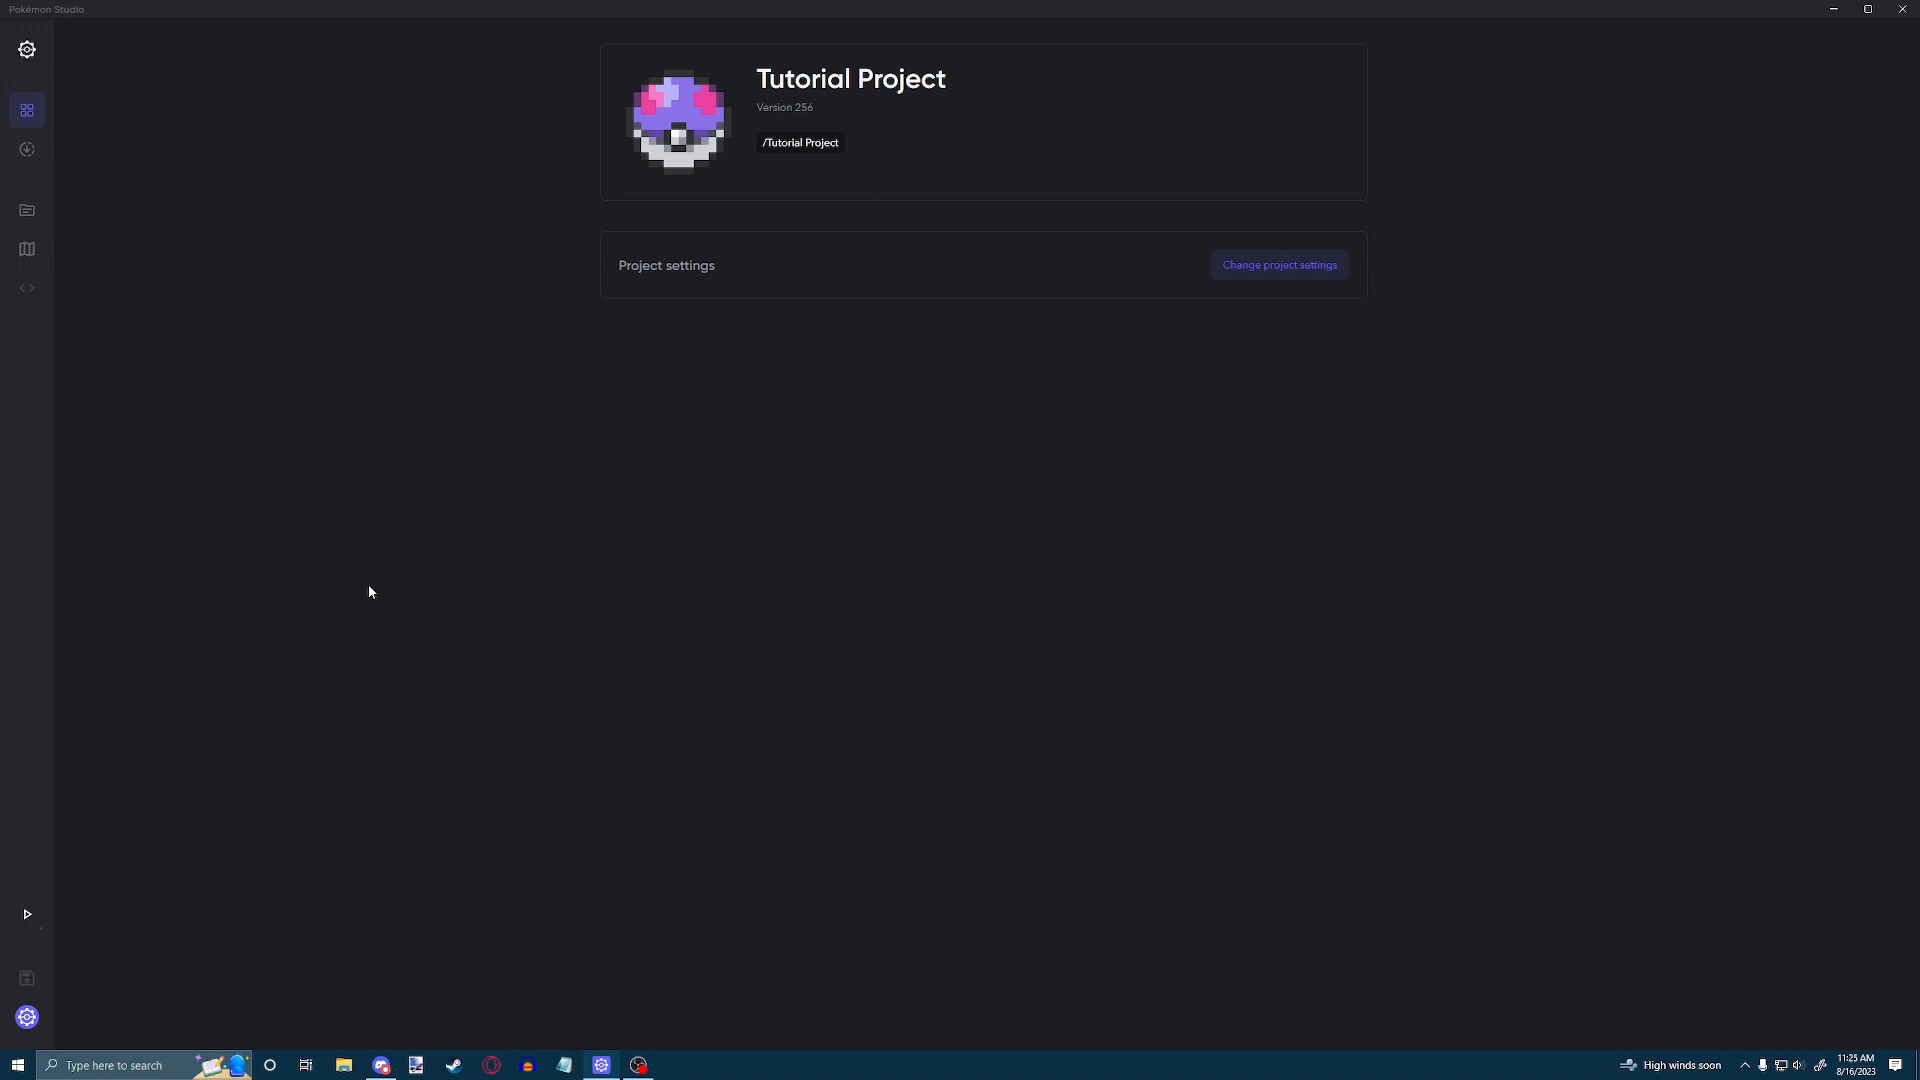 Pokémon Studio
Tutorial Project
Version 256
/Tutorial Project
Project settings
Change project settings
Type here to search
High winds soon
11:25 AM
8/16/2023